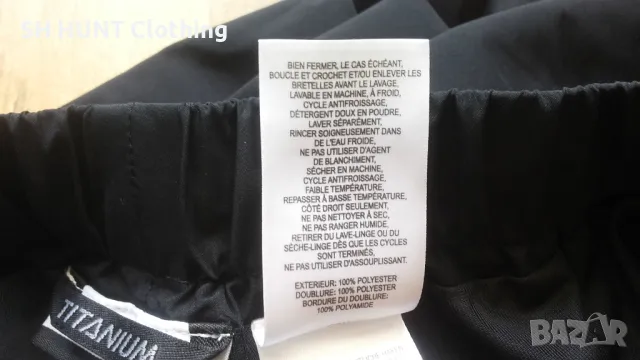 SM HUNT Clothing
BIEN FERMER, LE CAS ÉCHÉANT,
BOUCLE ET CROCHET ET/OU ENLEVER LES
BRETELLES AVANT LE LAVAGE,
LAVABLE EN MACHINE, À FROID,
CYCLE ANTIFROISSAGE,
DÉTERGENT DOUX EN POUDRE,
LAVER SÉPARÉMENT,
RINCER SOIGNEUSEMENT DANS
DE L'EAU FROIDE,
NE PAS UTILISER D'AGENT
DE BLANCHIMENT,
SÉCHER EN MACHINE,
CYCLE ANTIFROISSAGE,
FAIBLE TEMPÉRATURE,
REPASSER À BASSE TEMPÉRATURE,
CÔTÉ DROIT SEULEMENT,
NE PAS NETTOYER À SEC,
NE PAS RANGER HUMIDE,
RETIRER DU LAVE-LINGE OU DU
SÈCHE-LINGE DÈS QUE LES CYCLES
SONT TERMINÉS,
NE PAS UTILISER D'ASSOUPLISSANT.
EXTERIEUR: 100% POLYESTER
DOUBLURE: 100% POLYESTER
BORDURE DU DOUBLURE:
100% POLYAMIDE
TITANIUM
BAZAR
bg